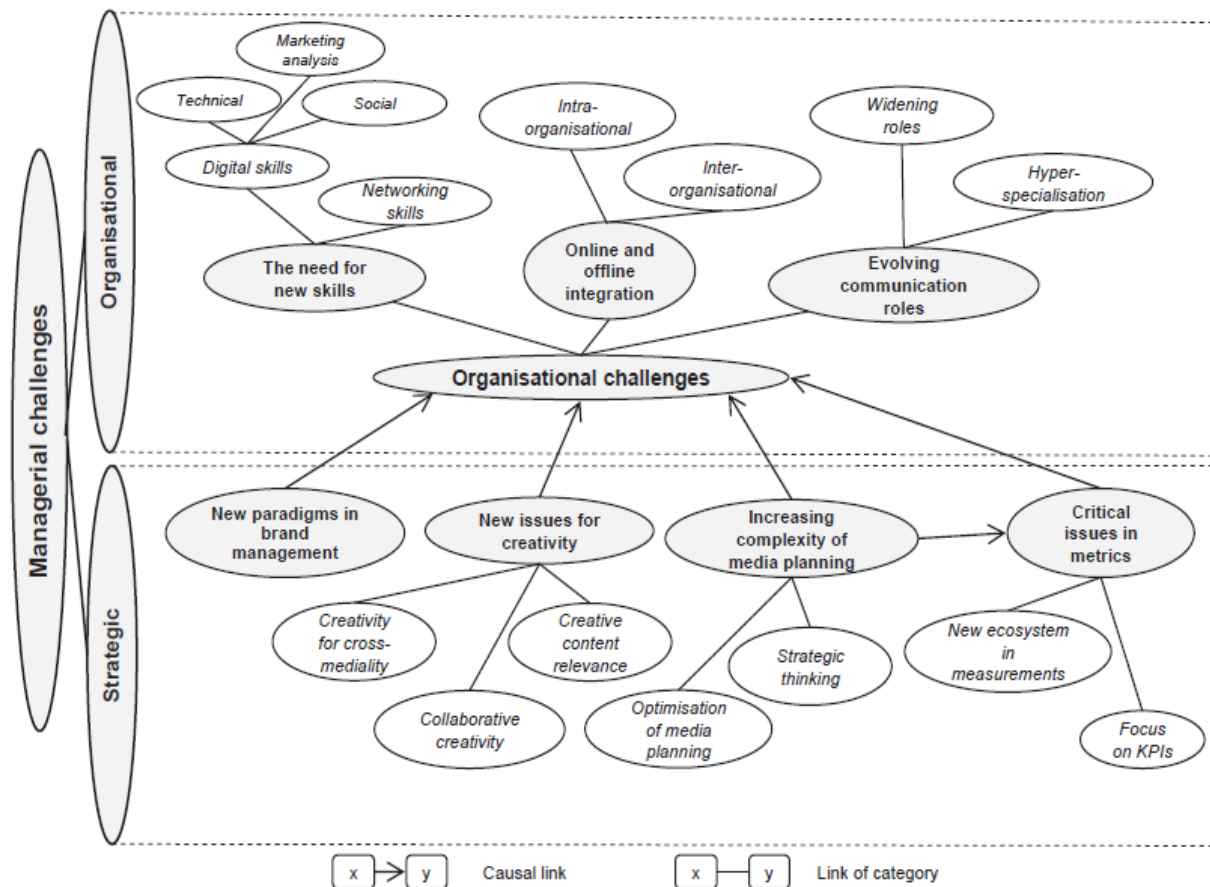 Managerial challenges
Organisational
Strategic
Marketing
analysis
Technical
Social
Digital skills
Networking
skills
The need for
new skills
Intra-
organisational
Inter-
organisational
Online and
offline
integration
Widening
roles
Hyper-
specialisation
Evolving
communication
roles
Organisational challenges
New paradigms in
brand
management
New issues for
creativity
Increasing
complexity of
media planning
Critical
issues in
metrics
Creativity
for cross-
mediality
Creative
content
relevance
Collaborative
creativity
Strategic
thinking
Optimisation
of media
planning
New ecosystem
in
measurements
Focus
on KPIs
x y Causal link
x y Link of category